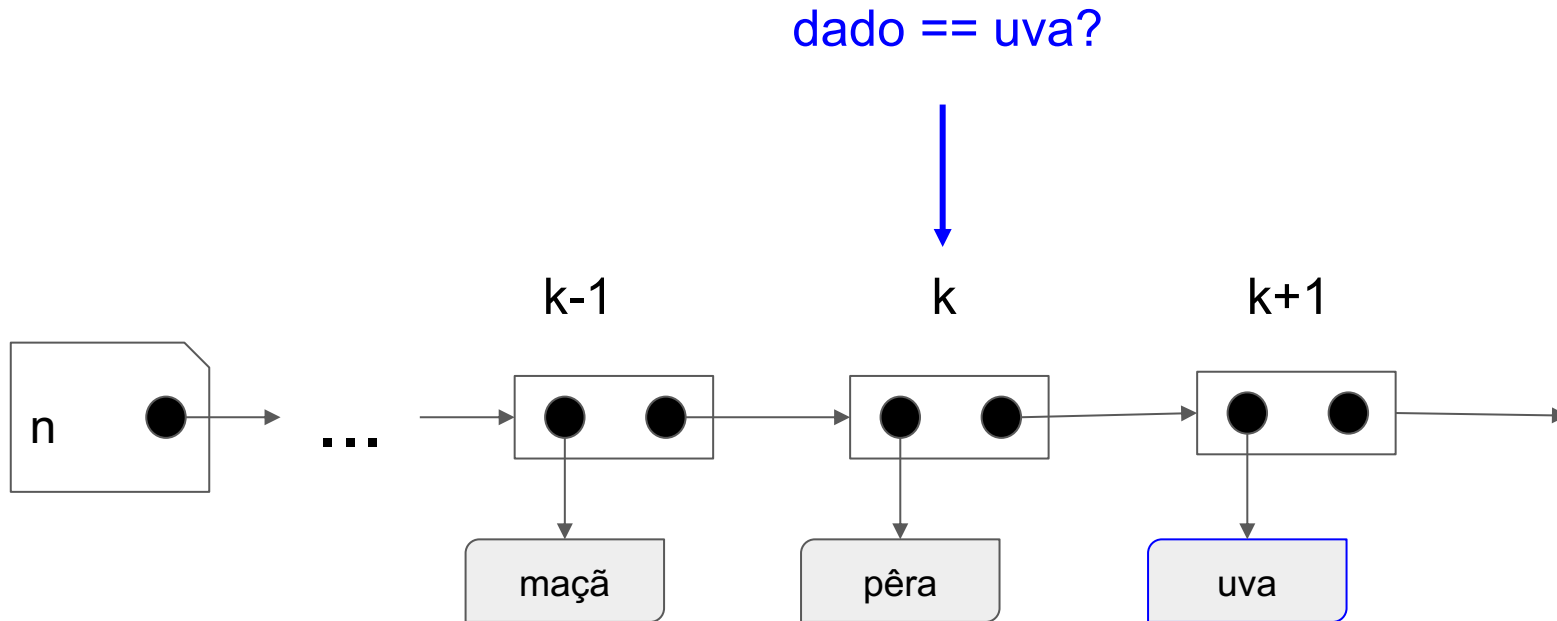 dado == uva?
k-1 k k+1
n ...
maçã pêra uva